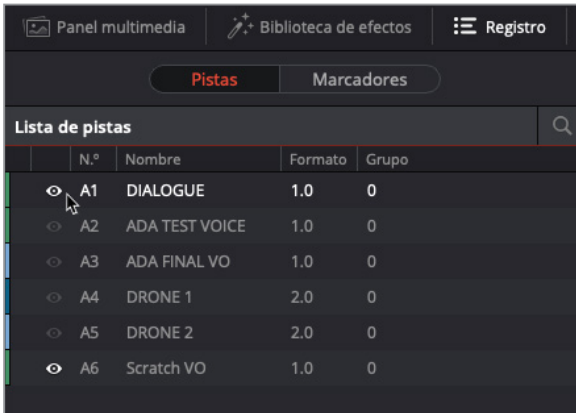 Panel multimedia Biblioteca de efectos Registro
Pistas Marcadores
Lista de pistas
N.º Nombre Formato Grupo
A1 DIALOGUE 1.0 0
A2 ADA TEST VOICE 1.0 0
A3 ADA FINAL VO 1.0 0
A4 DRONE 1 2.0 0
A5 DRONE 2 2.0 0
A6 Scratch VO 1.0 0